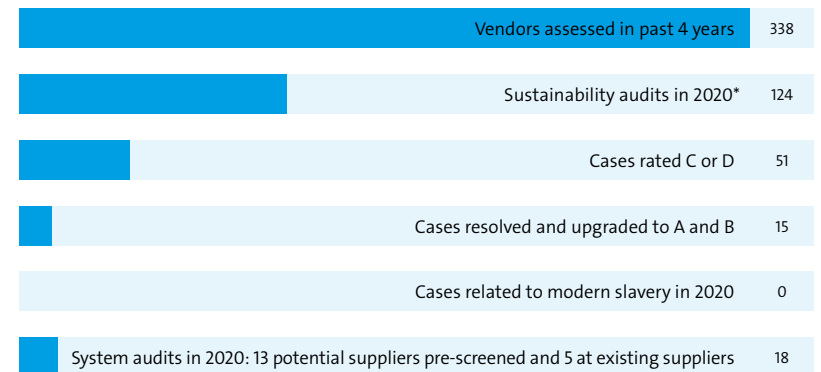 Vendors assessed in past 4 years 338
Sustainability audits in 2020* 124
Cases rated C or D 51
Cases resolved and upgraded to A and B 15
Cases related to modern slavery in 2020 0
System audits in 2020: 13 potential suppliers pre-screened and 5 at existing suppliers 18